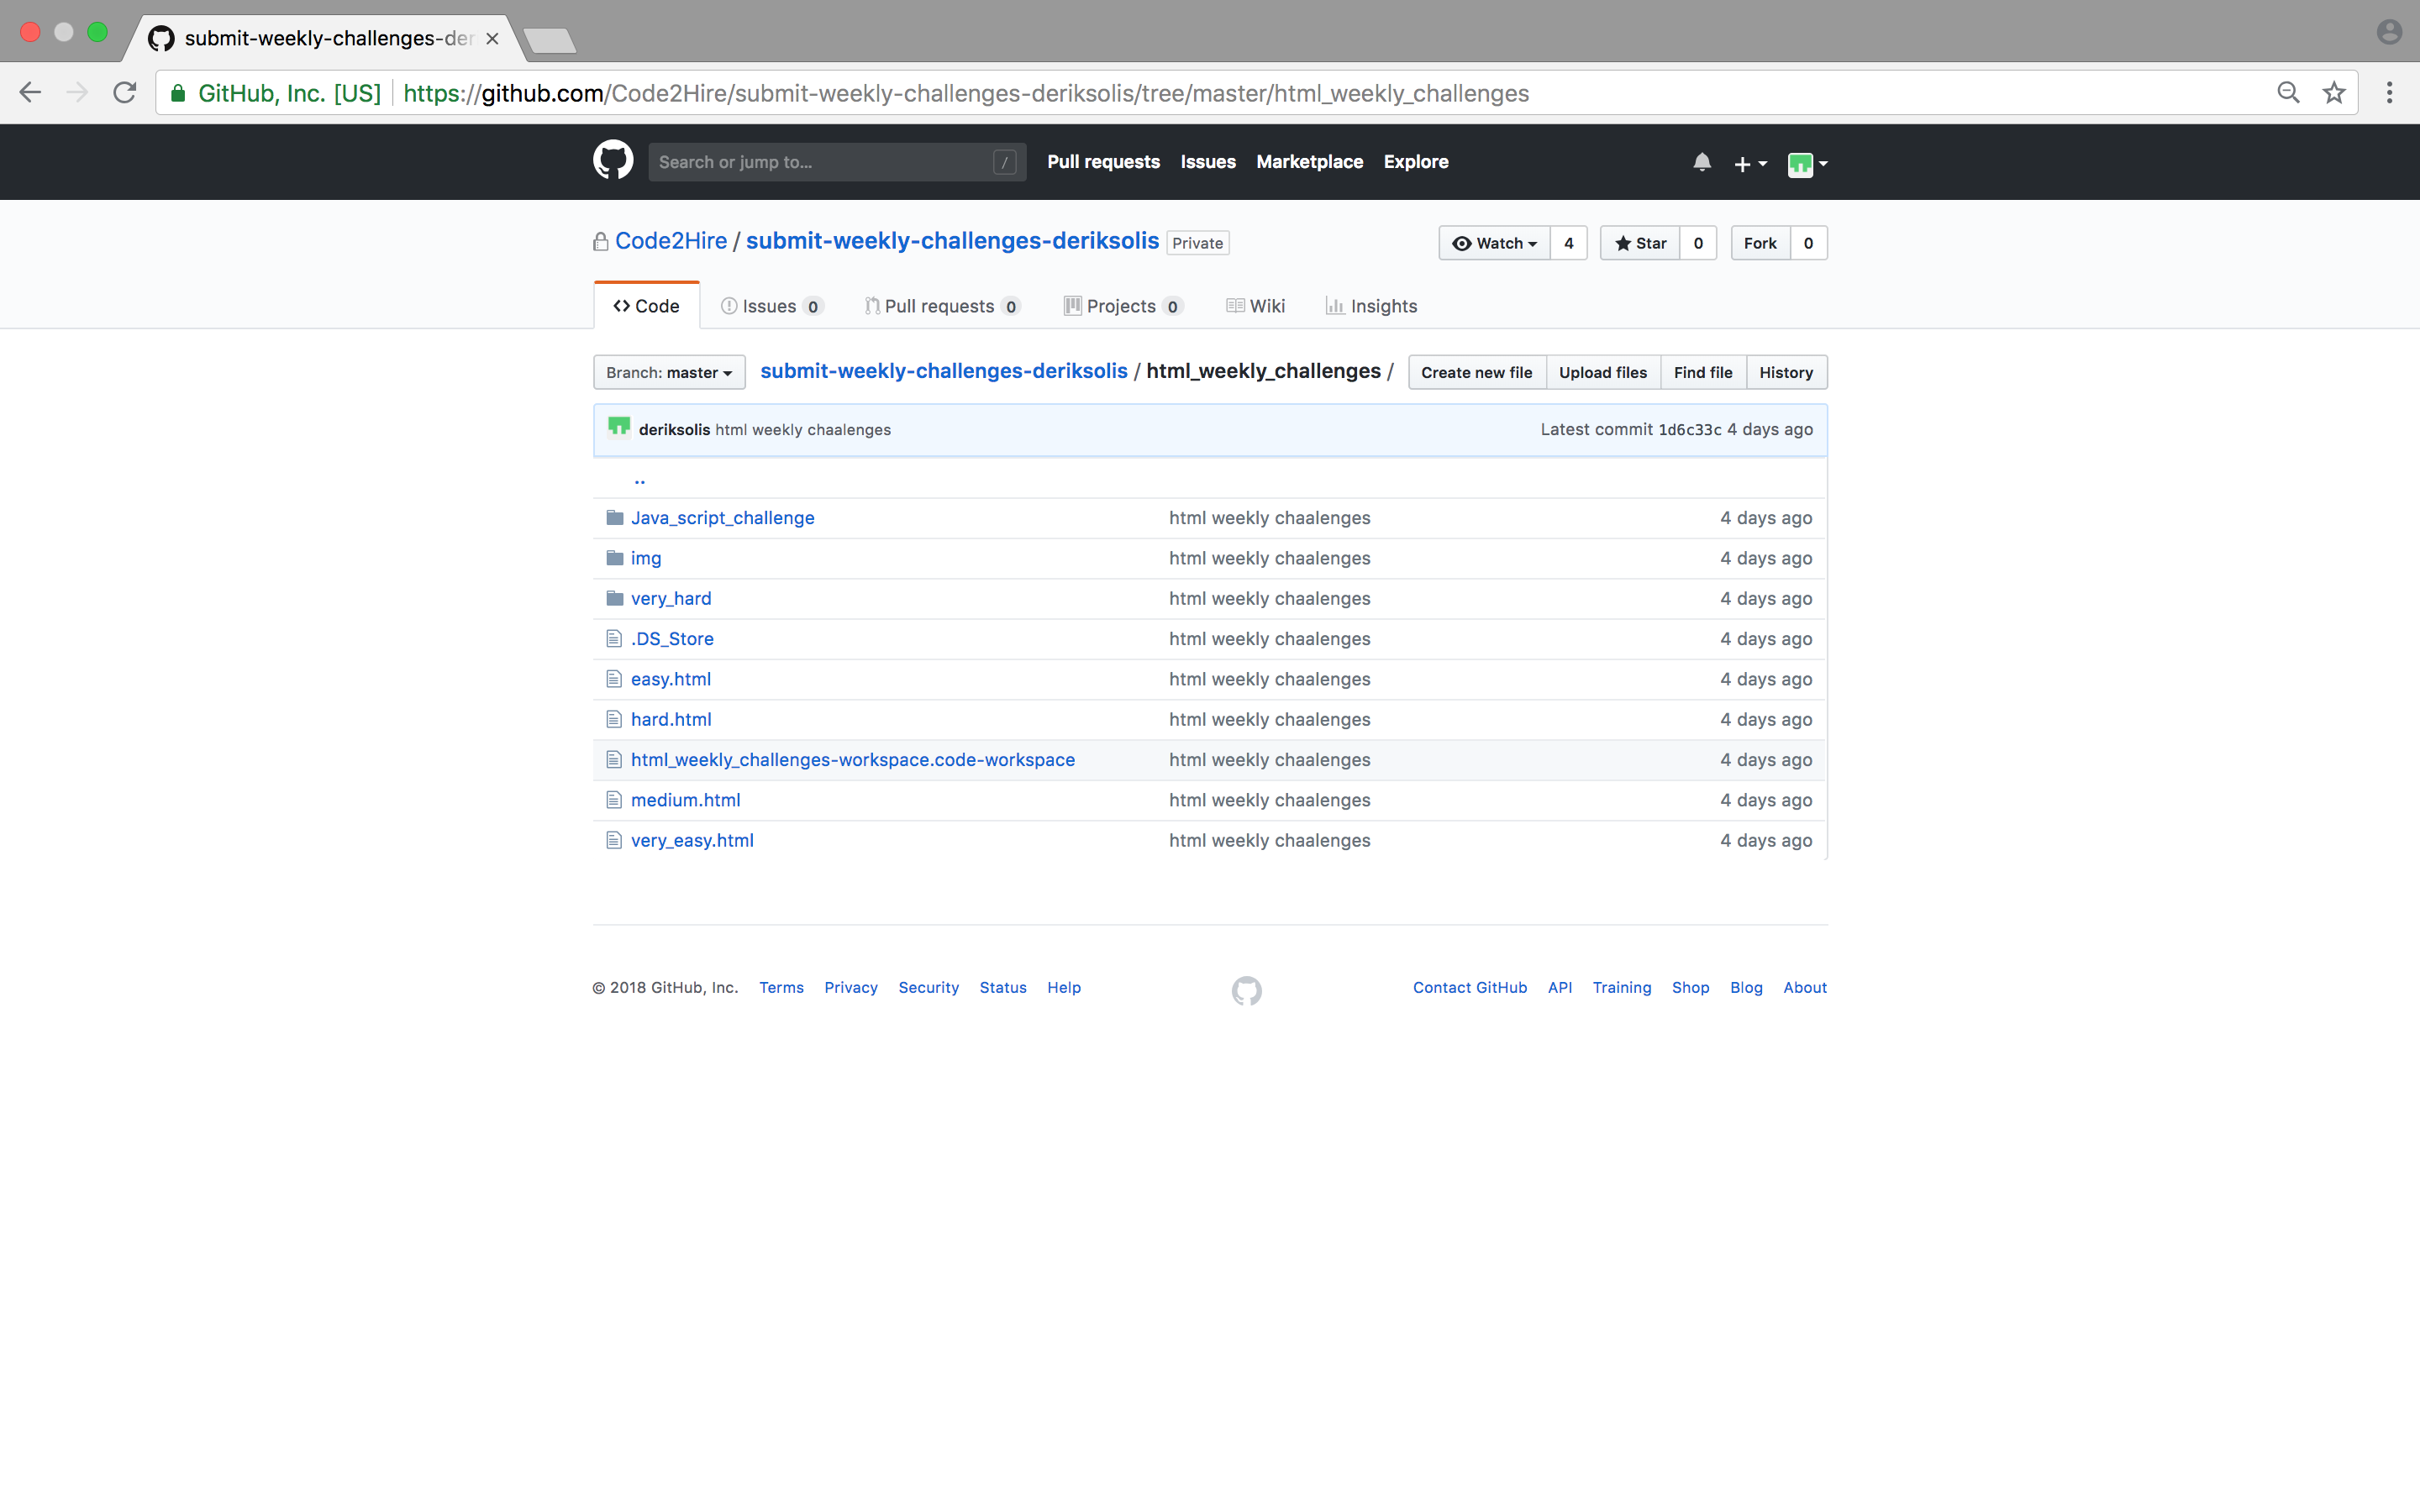 submit-weekly-challenges-der
GitHub, Inc. [US] https://github.com/Code2Hire/submit-weekly-challenges-deriksolis/tree/master/html_weekly_challenges
Search or jump to... / Pull requests Issues Marketplace Explore
Code2Hire / submit-weekly-challenges-deriksolis Private Watch 4 Star 0 Fork 0
Code Issues 0 Pull requests 0 Projects 0 Wiki Insights
Branch: master submit-weekly-challenges-deriksolis / html_weekly_challenges / Create new file Upload files Find file History
deriksolis html weekly chaalenges Latest commit 1d6c33c 4 days ago
..
Java_script_challenge html weekly chaalenges 4 days ago
img html weekly chaalenges 4 days ago
very_hard html weekly chaalenges 4 days ago
.DS_Store html weekly chaalenges 4 days ago
easy.html html weekly chaalenges 4 days ago
hard.html html weekly chaalenges 4 days ago
html_weekly_challenges-workspace.code-workspace html weekly chaalenges 4 days ago
medium.html html weekly chaalenges 4 days ago
very_easy.html html weekly chaalenges 4 days ago
© 2018 GitHub, Inc. Terms Privacy Security Status Help Contact GitHub API Training Shop Blog About